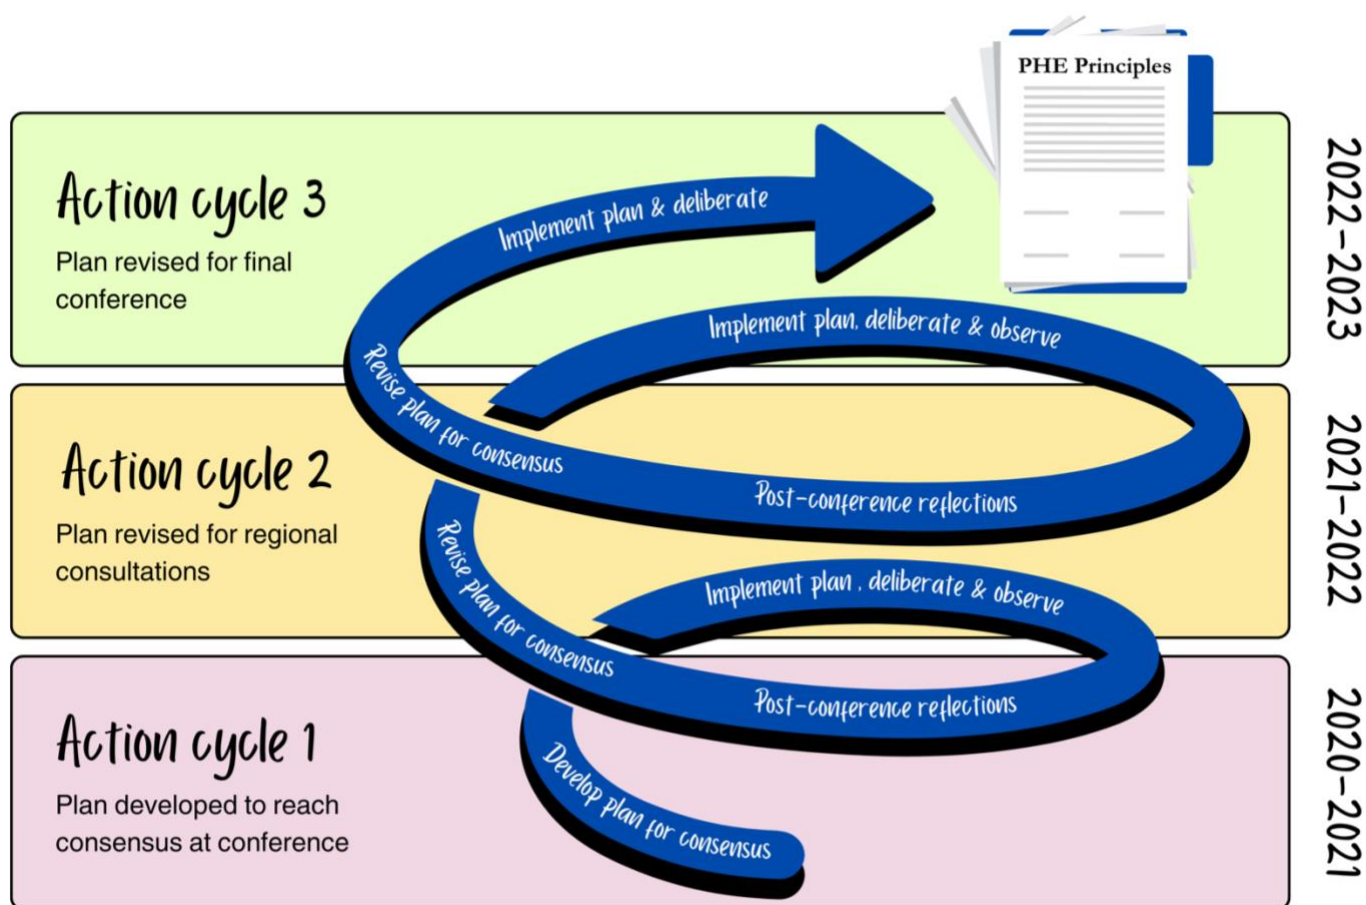 PHE Principles
Action cycle 3
Plan revised for final
conference
Implement plan & deliberate
2022-2023
Implement plan, deliberate & observe
Revise plan for consensus
Action cycle 2
Plan revised for regional
consultations
Post-conference reflections
2021-2022
Implement plan , deliberate & observe
Revise plan for consensus
Action cycle 1
Plan developed to reach
consensus at conference
Post-conference reflections
Develop plan for consensus
2020-2021